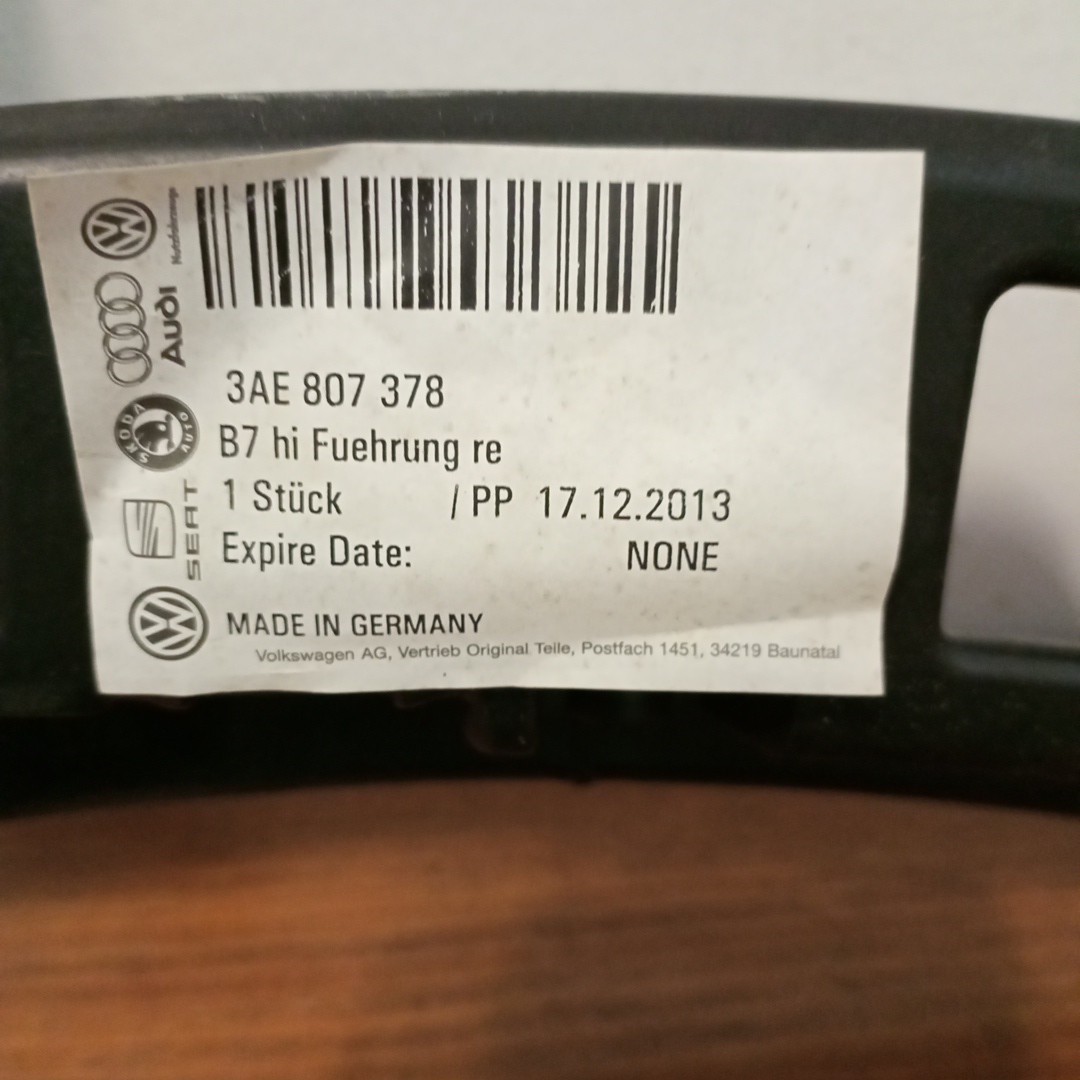 3AE 807 378
B7 hi Fuehrung re
1 Stück / PP 17.12.2013
Expire Date: NONE
MADE IN GERMANY
Volkswagen AG, Vertrieb Original Teile, Postfach 1451, 34219 Baunatal
Nutzfahrzeuge
Audi
SKODA AUTO
SEAT